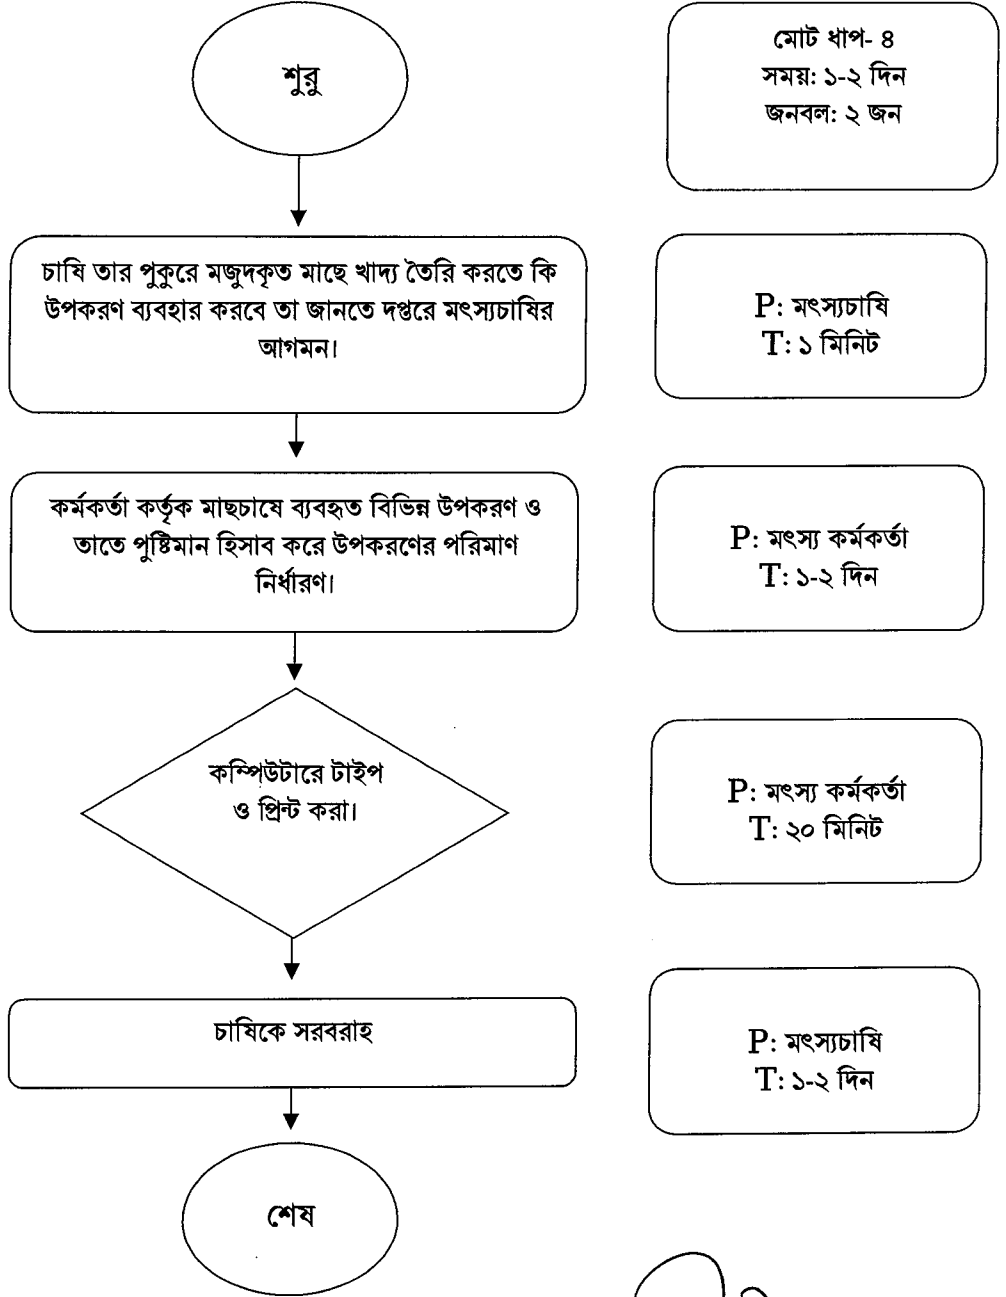 শুরু
মোট ধাপ- ৪
সময়: ১-২ দিন
জনবল: ২ জন
চাষি তার পুকুরে মজুদকৃত মাছে খাদ্য তৈরি করতে কি
উপকরণ ব্যবহার করবে তা জানতে দপ্তরে মৎস্যচাষির
আগমন।
P: মৎস্যচাষি
T: ১ মিনিট
কর্মকর্তা কর্তৃক মাছচাষে ব্যবহৃত বিভিন্ন উপকরণ ও
তাতে পুষ্টিমান হিসাব করে উপকরণের পরিমাণ
নির্ধারণ।
P: মৎস্য কর্মকর্তা
T: ১-২ দিন
কম্পিউটারে টাইপ
ও প্রিন্ট করা।
P: মৎস্য কর্মকর্তা
T: ২০ মিনিট
চাষিকে সরবরাহ
P: মৎস্যচাষি
T: ১-২ দিন
শেষ